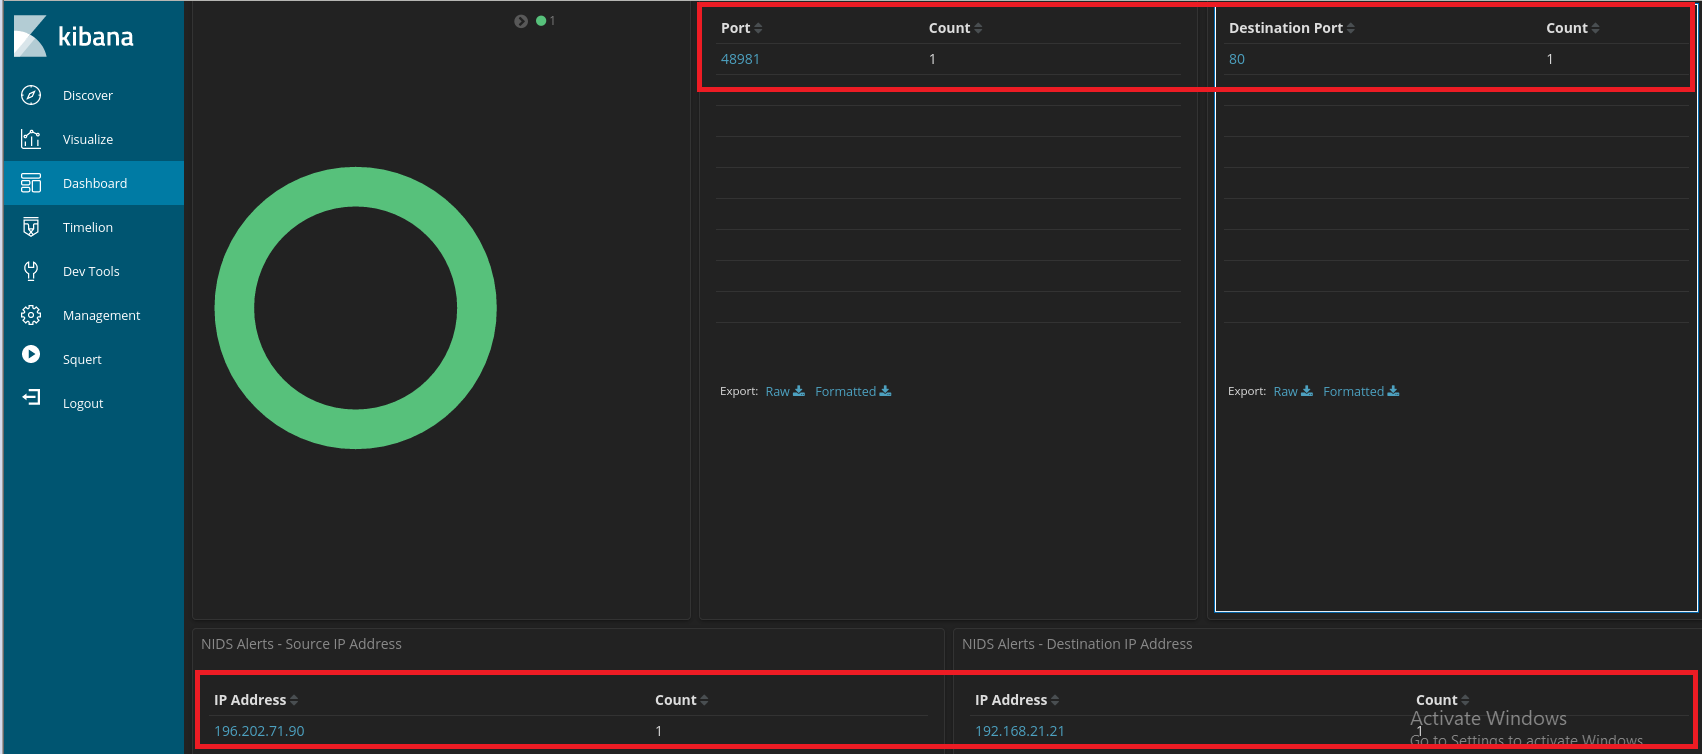 kibana
Discover
Visualize
Dashboard
Timelion
Dev Tools
Management
Squert
Logout
1
Port Count
48981 1
Export: Raw Formatted
Destination Port Count
80 1
Export: Raw Formatted
NIDS Alerts - Source IP Address
IP Address Count
196.202.71.90 1
NIDS Alerts - Destination IP Address
IP Address Count
192.168.21.21 1
Activate Windows
Go to Settings to activate Windows.